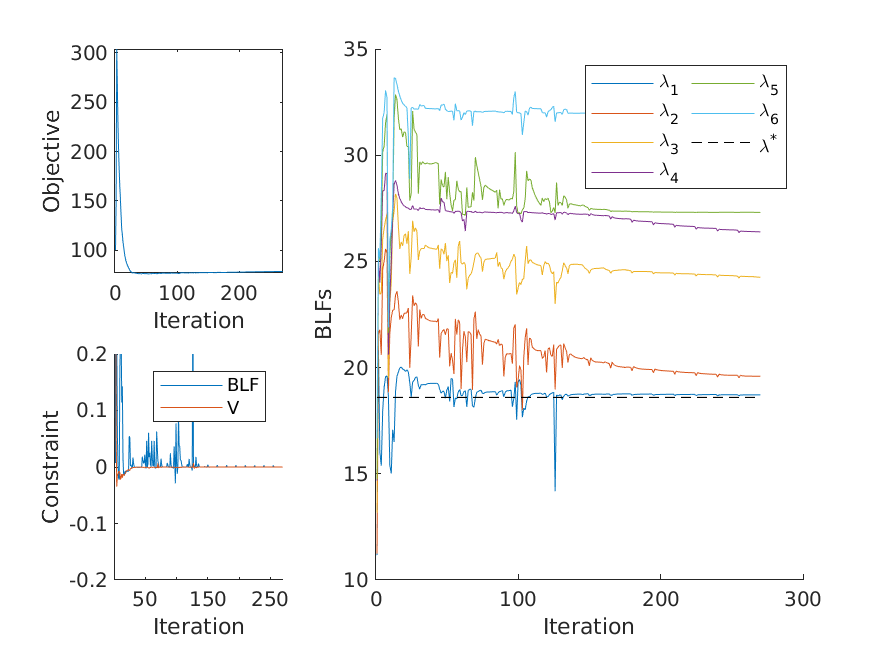 300
250
200
150
100
Objective
0 100 200
Iteration
0.2
0.1
0
-0.1
-0.2
Constraint
BLF
V
50 150 250
Iteration
35
30
25
20
15
10
BLFs
λ1 λ5
λ2 λ6
λ3 λ*
λ4
0 100 200 300
Iteration